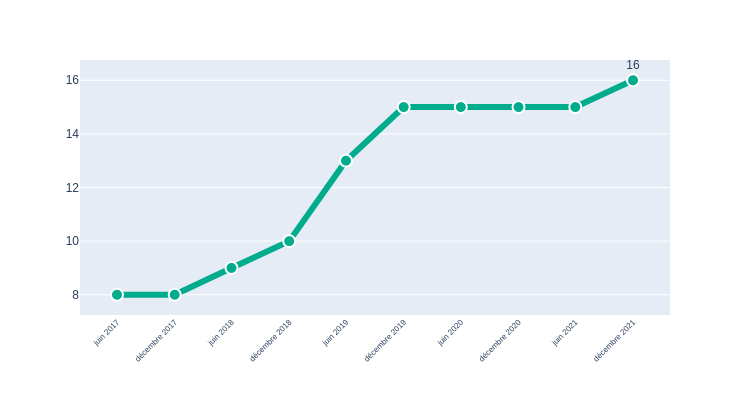 16
16
14
12
10
8
juin 2017
décembre 2017
juin 2018
décembre 2018
juin 2019
décembre 2019
juin 2020
décembre 2020
juin 2021
décembre 2021